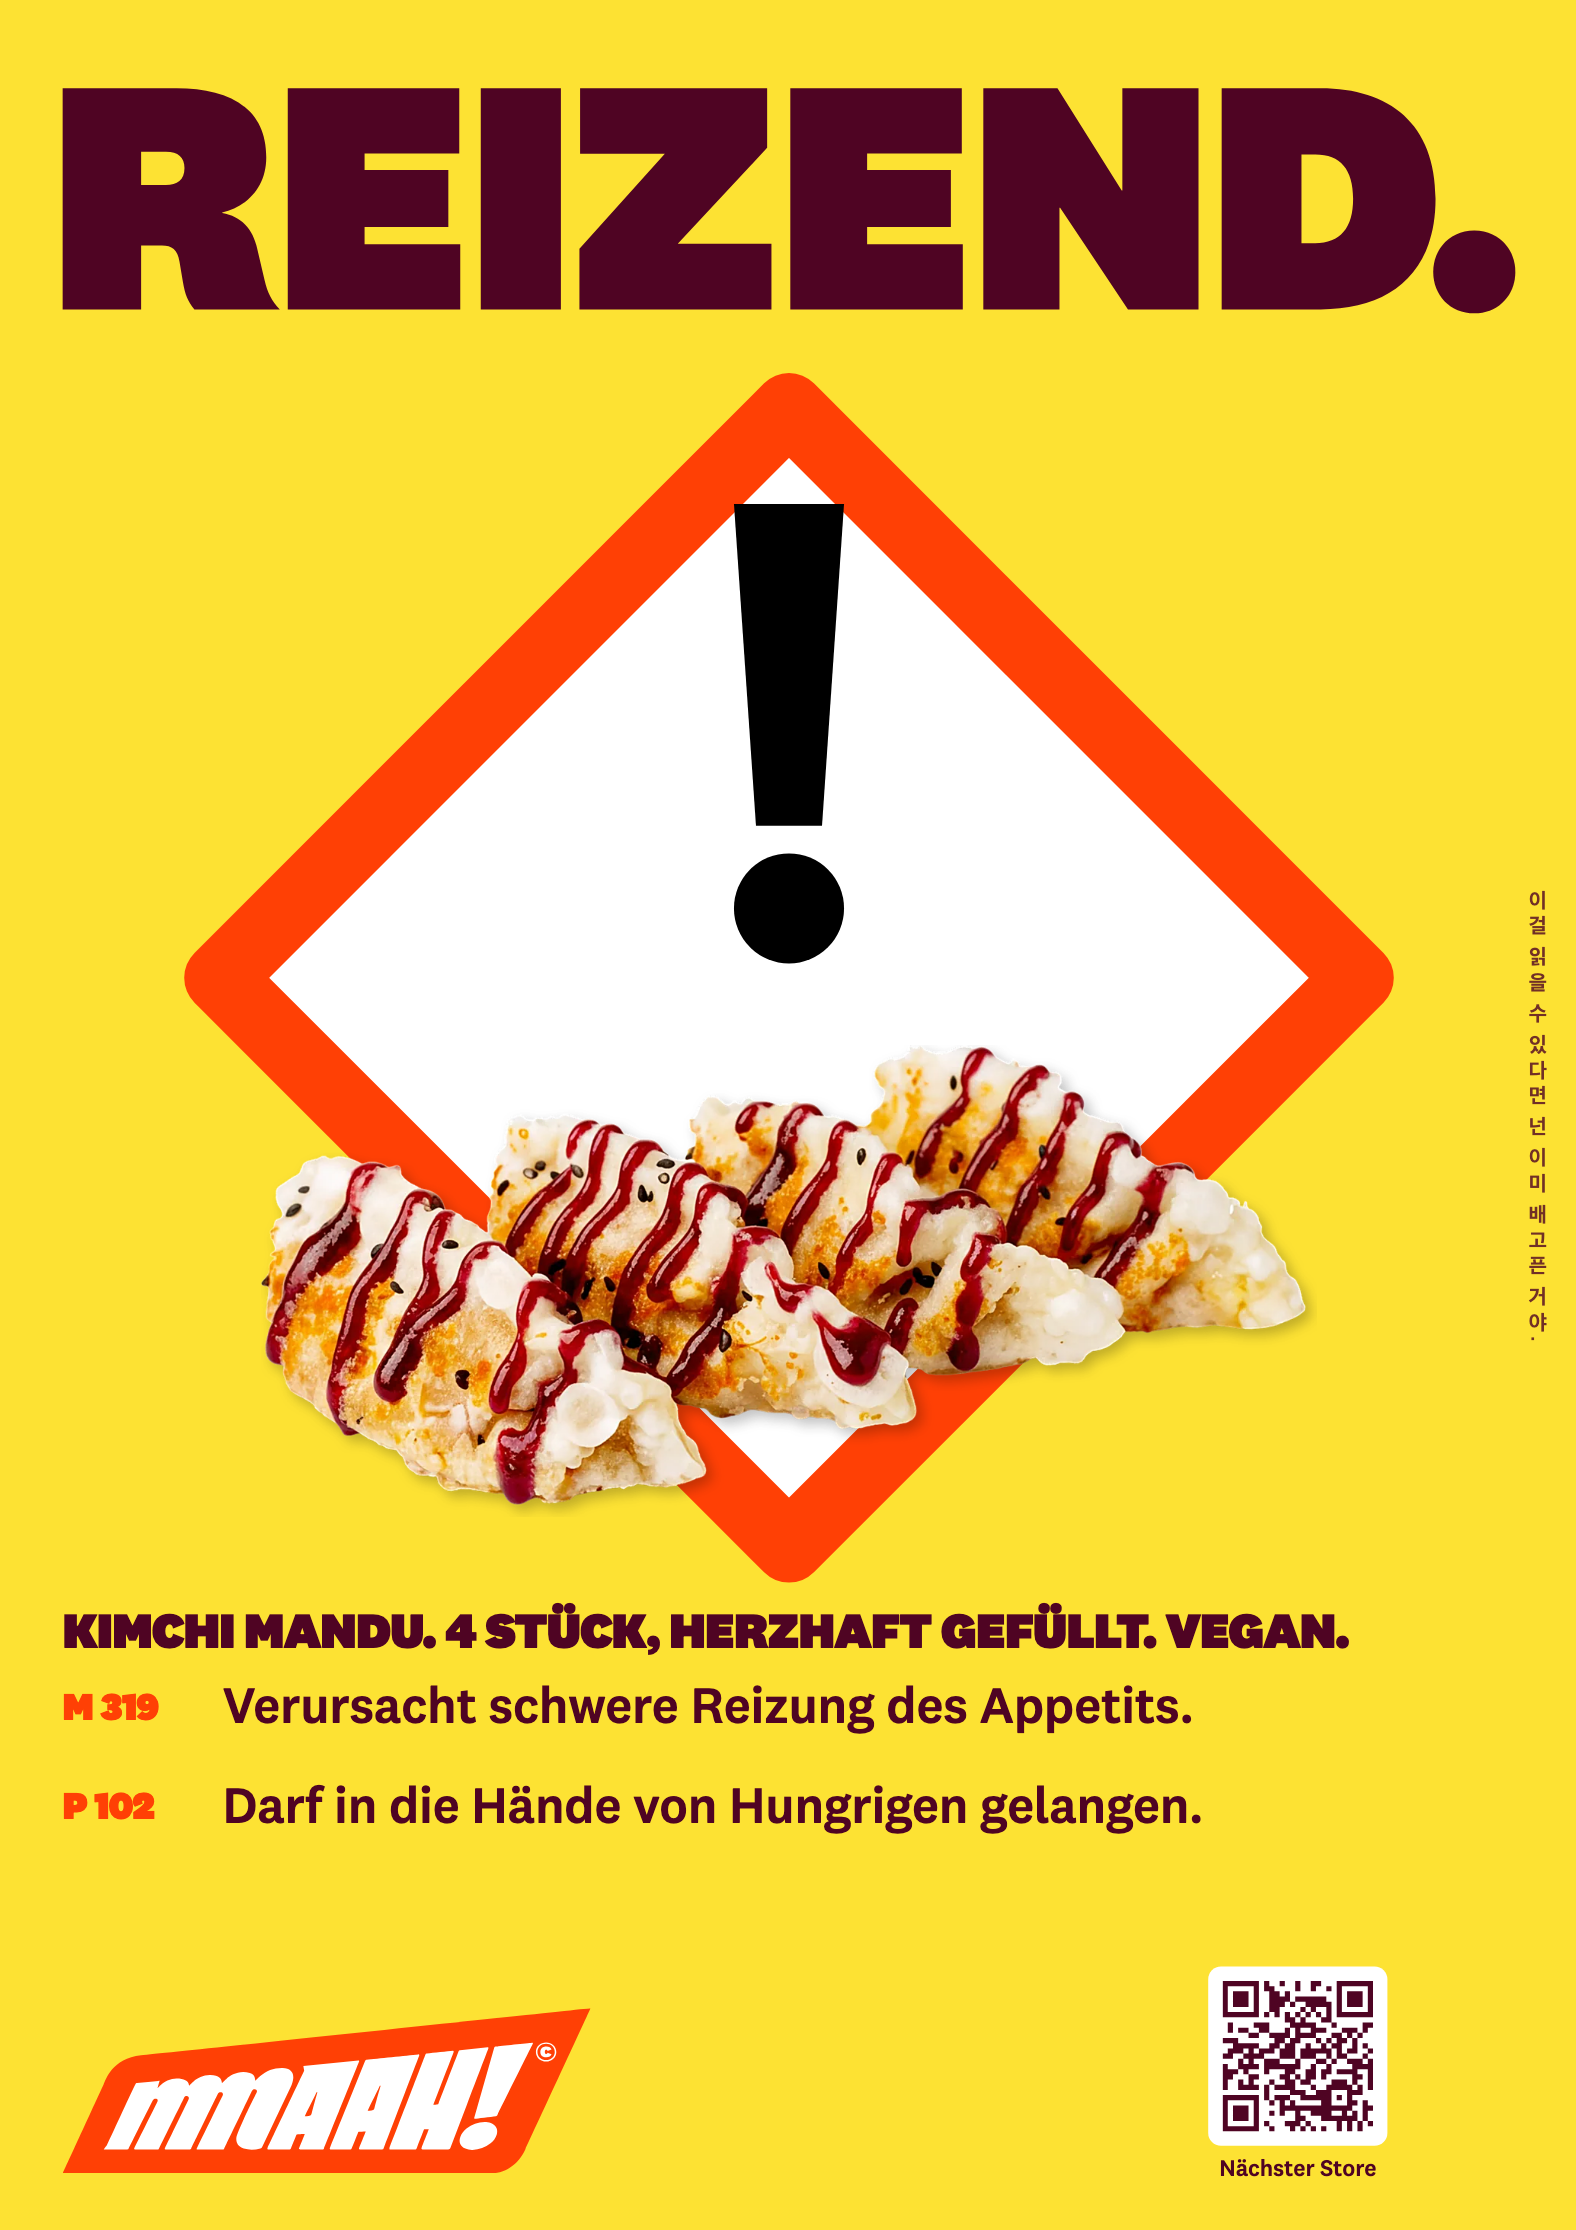 REIZEND.
!
이걸 읽을 수 있다면 넌 이미 배고픈 거야.
KIMCHI MANDU. 4 STÜCK, HERZHAFT GEFÜLLT. VEGAN.
M 319 Verursacht schwere Reizung des Appetits.
P 102 Darf in die Hände von Hungrigen gelangen.
mmAAH! ©
Nächster Store